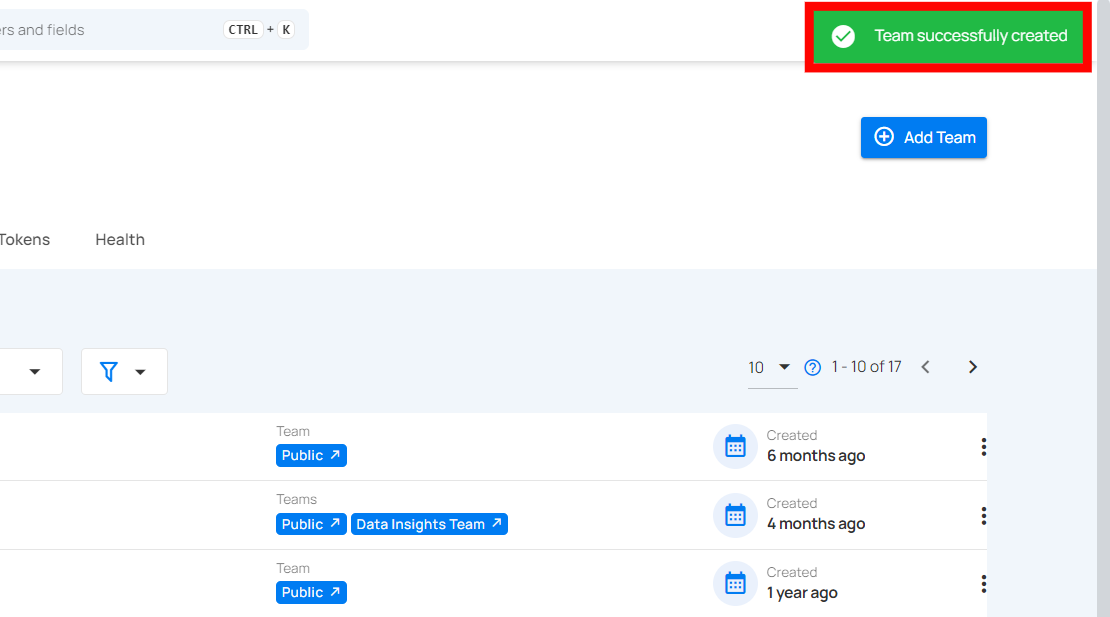 ers and fields CTRL + K
Team successfully created
Add Team
Tokens Health
10 1 - 10 of 17
Team
Public
Created
6 months ago
Teams
Public Data Insights Team
Created
4 months ago
Team
Public
Created
1 year ago